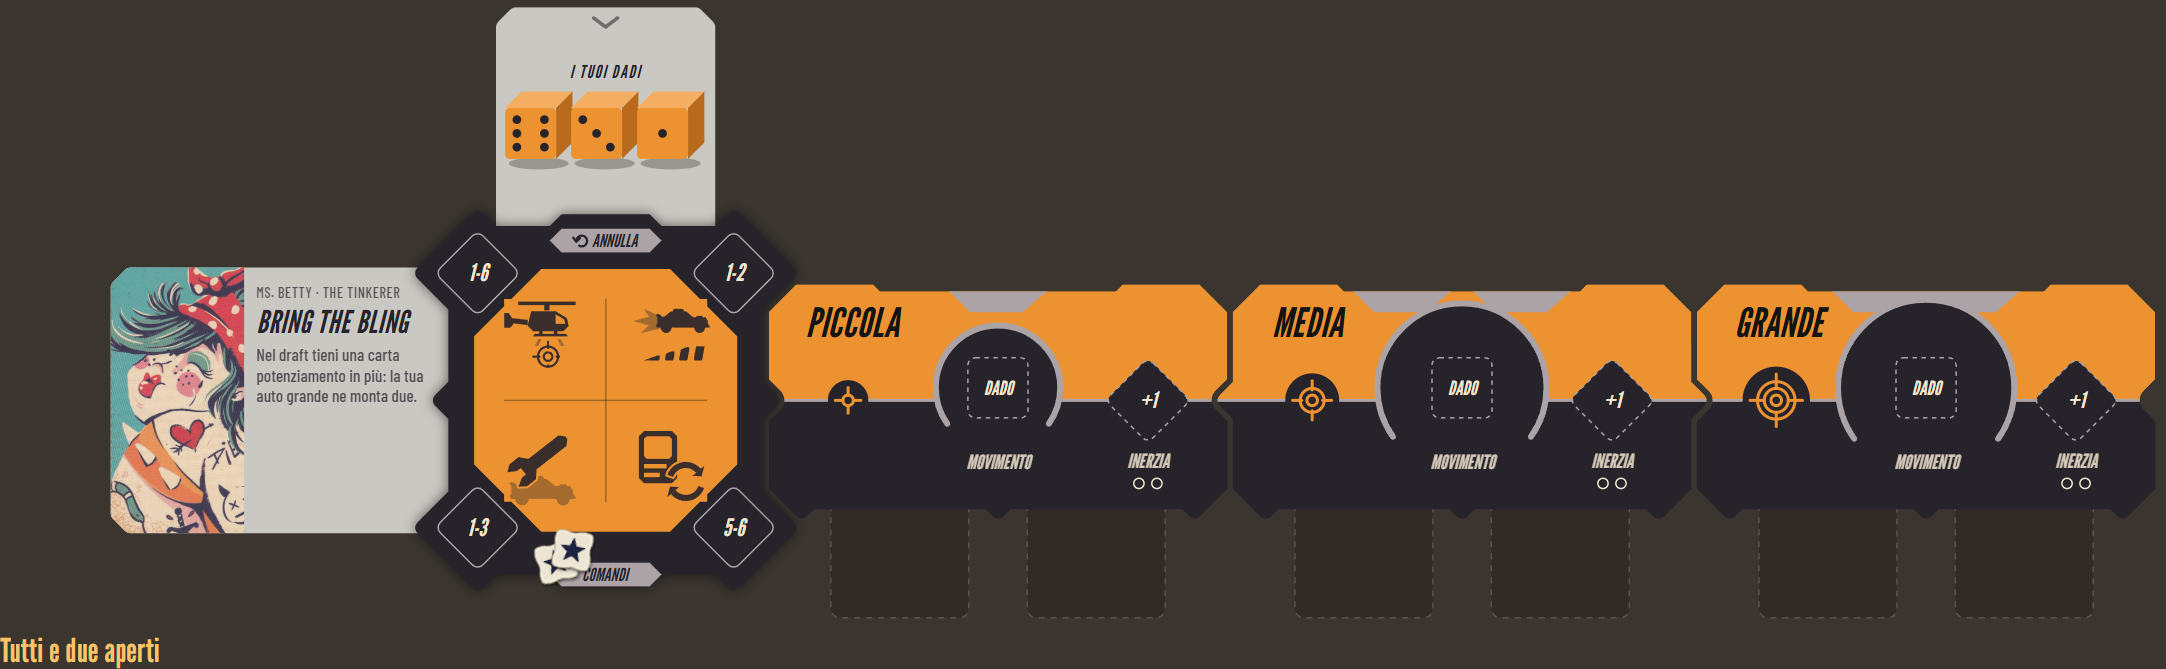 I TUOI DADI
ANNULLA
1-6
1-2
MS. BETTY · THE TINKERER
BRING THE BLING
Nel draft tieni una carta
potenziamento in più: la tua
auto grande ne monta due.
1-3
5-6
COMANDI
PICCOLA
DADO
+1
MOVIMENTO
INERZIA
MEDIA
DADO
+1
MOVIMENTO
INERZIA
GRANDE
DADO
+1
MOVIMENTO
INERZIA
Tutti e due aperti